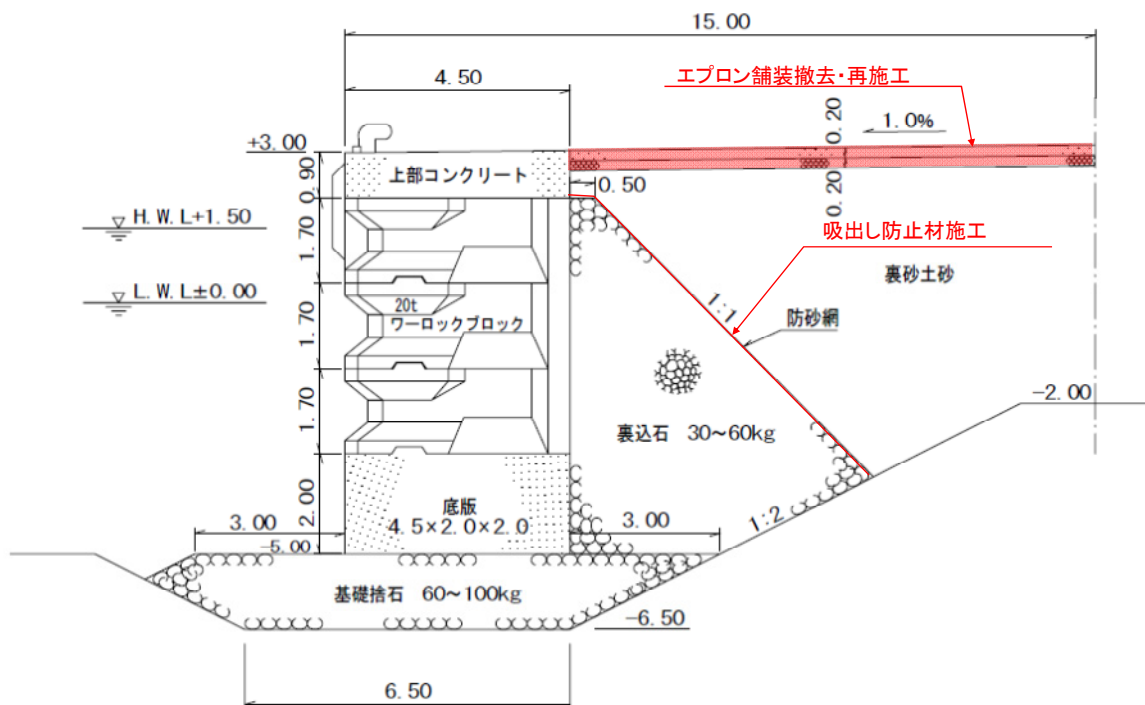 15.00
エプロン舗装撤去・再施工
4.50
0.20
1.0%
+3.00
0.90
上部コンクリート
0.50
0.20
H.W.L+1.50
1.70
吸出し防止材施工
裏砂土砂
L.W.L±0.00
1.70
20t
ワーロックブロック
1:1
防砂網
1.70
-2.00
裏込石 30~60kg
2.00
底版
4.5×2.0×2.0
3.00
3.00
1:2
-5.00
基礎捨石 60~100kg
-6.50
6.50